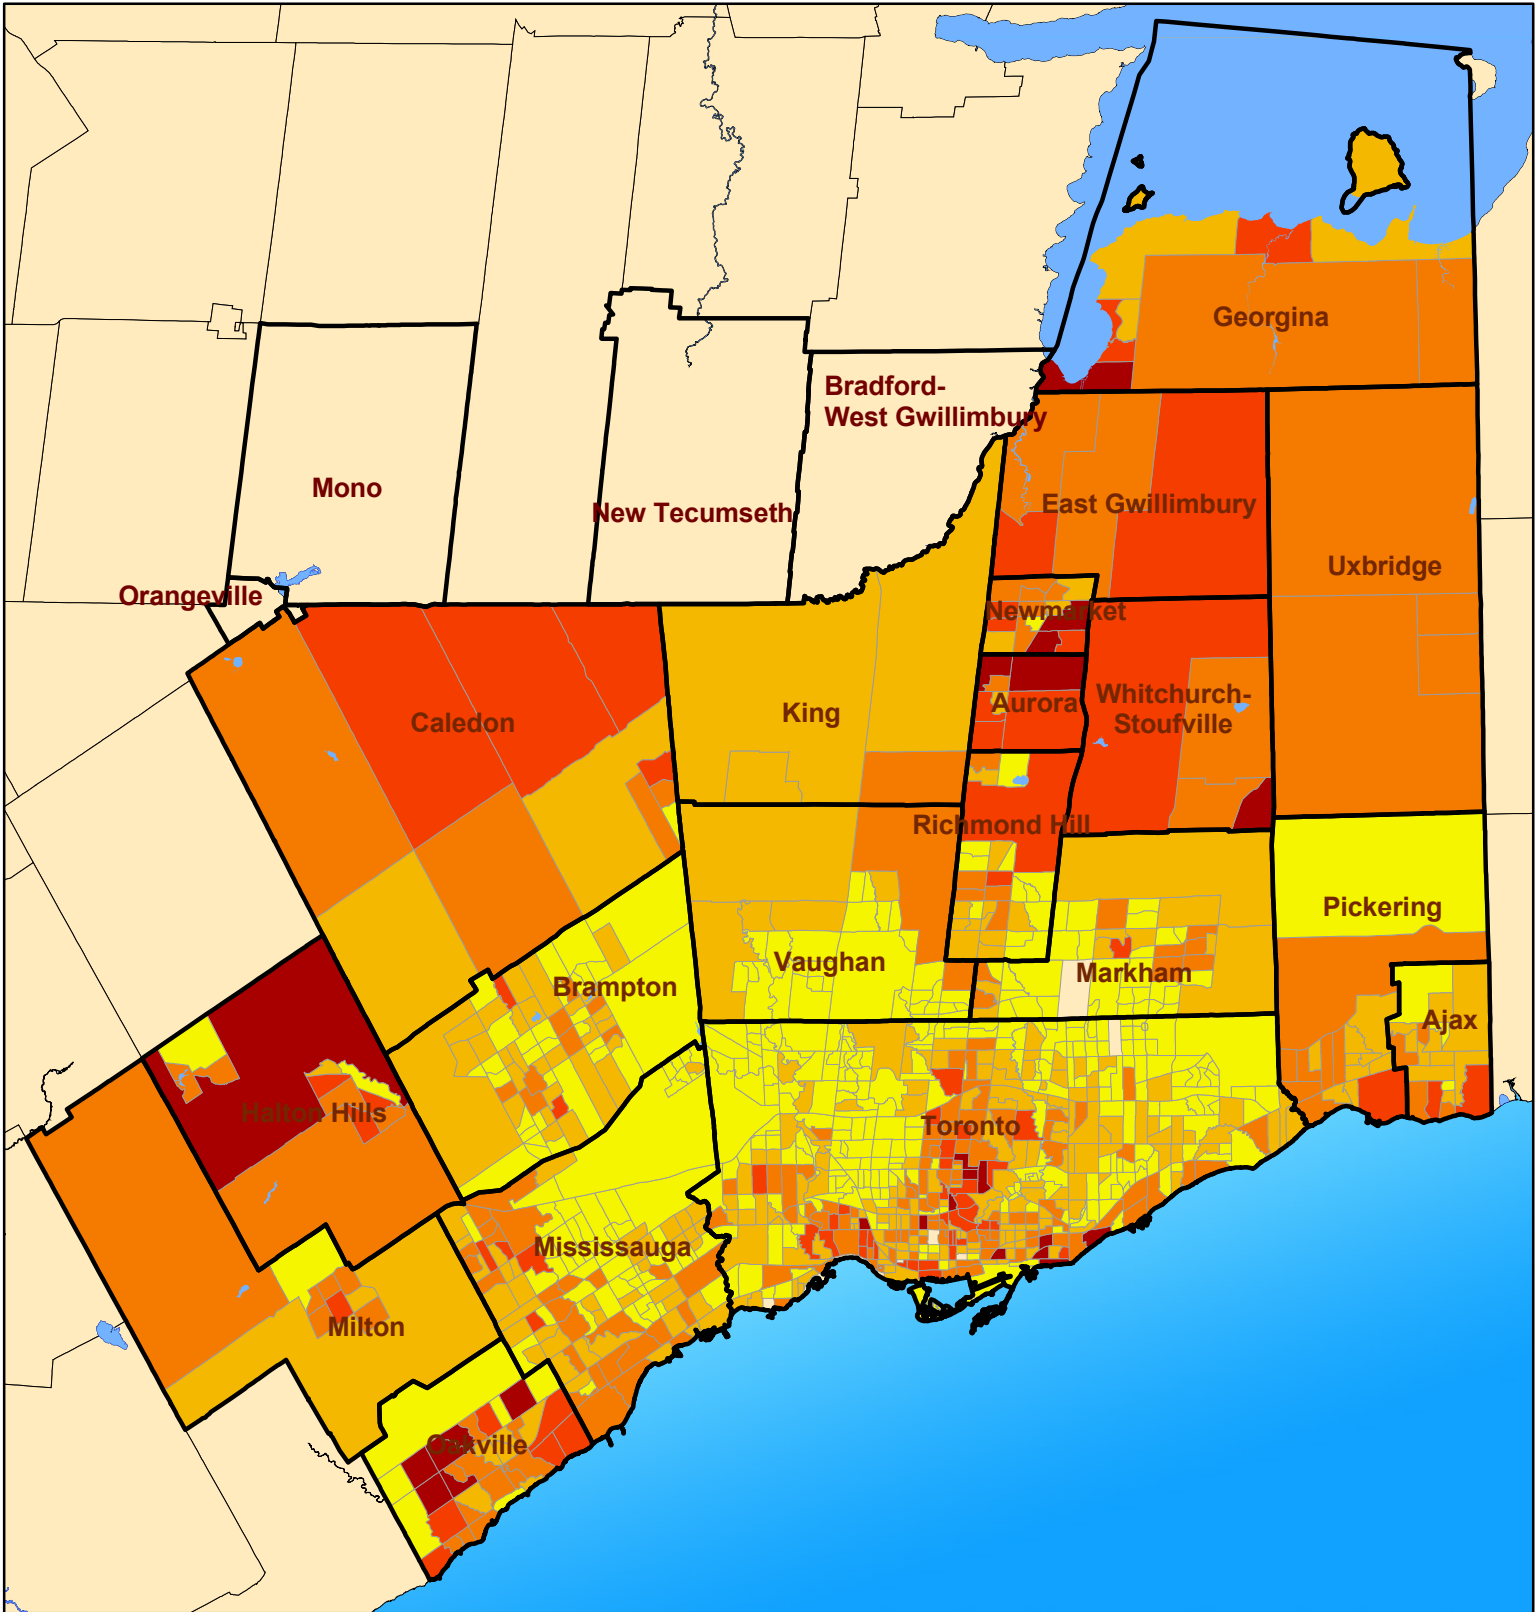 Georgina
Bradford-
West Gwillimbury
Mono
New Tecumseth
East Gwillimbury
Uxbridge
Orangeville
Newmarket
King
Aurora
Whitchurch-
Stoufville
Caledon
Richmond Hill
Pickering
Vaughan
Markham
Brampton
Ajax
Halton Hills
Toronto
Mississauga
Milton
Oakville